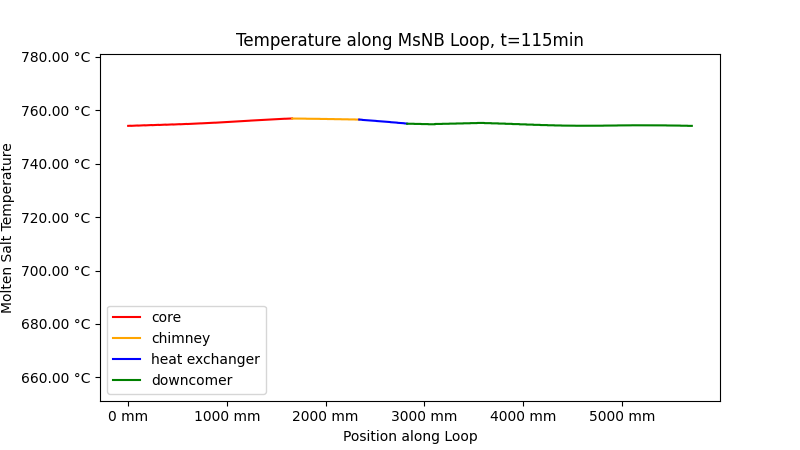 Temperature along MsNB Loop, t=115min
Molten Salt Temperature
780.00 °C
760.00 °C
740.00 °C
720.00 °C
700.00 °C
680.00 °C
660.00 °C
core
chimney
heat exchanger
downcomer
0 mm 1000 mm 2000 mm 3000 mm 4000 mm 5000 mm
Position along Loop